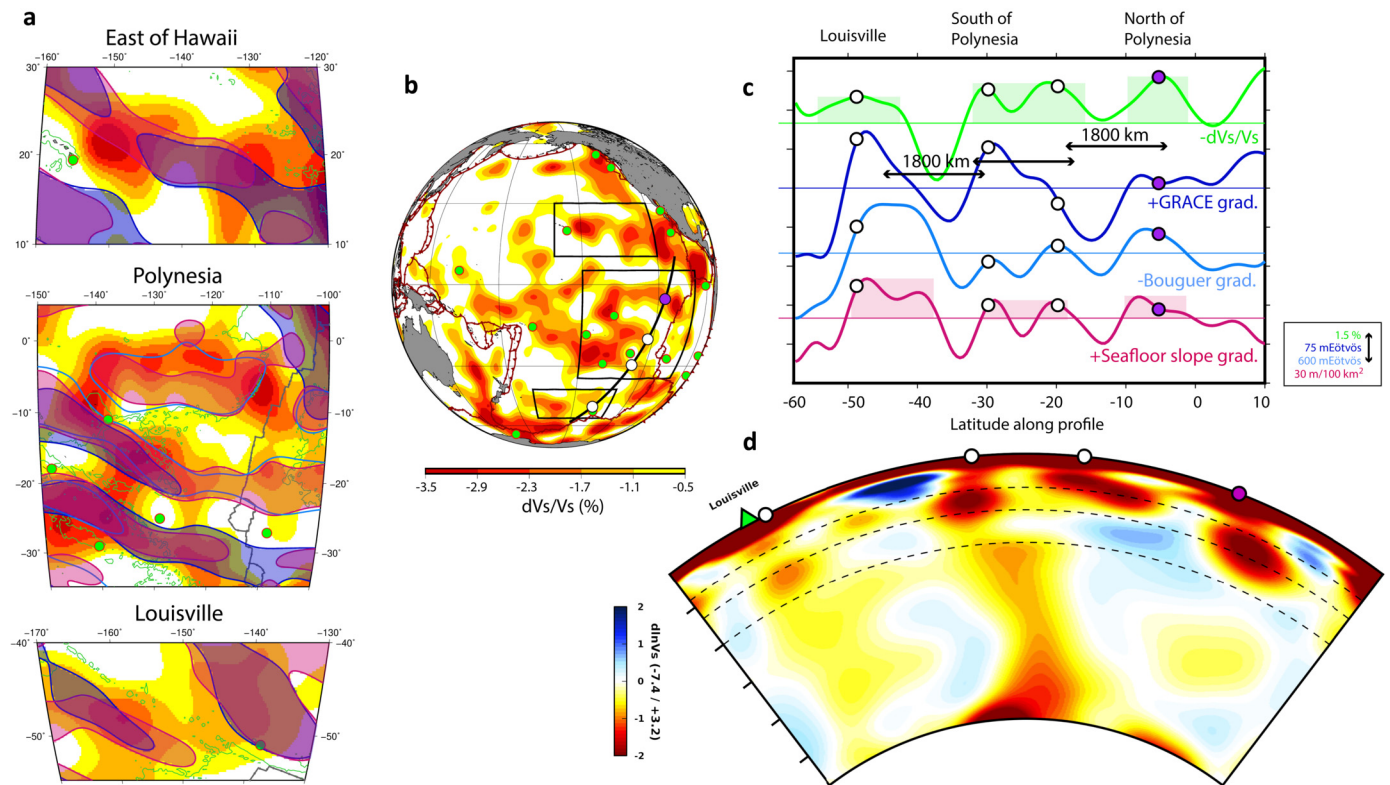 a
East of Hawaii
−160° −150° −140° −130° −120°
30° 30°
20° 20°
10° 10°
Polynesia
−150° −140° −130° −120° −110° −100°
0° 0°
−10° −10°
−20° −20°
−30° −30°
Louisville
−170° −160° −150° −140° −130°
−40° −40°
−50° −50°
b
−3.5 −2.9 −2.3 −1.7 −1.1 −0.5
dVs/Vs (%)
c
Louisville
South of
Polynesia
North of
Polynesia
-dVs/Vs
1800 km
1800 km
+GRACE grad.
-Bouguer grad.
+Seafloor slope grad.
-60 -50 -40 -30 -20 -10 0 10
Latitude along profile
1.5 %
75 mEötvös
600 mEötvös
30 m/100 km²
d
Louisville
2
1
0
-1
-2
dlnVs (-7.4 / +3.2)